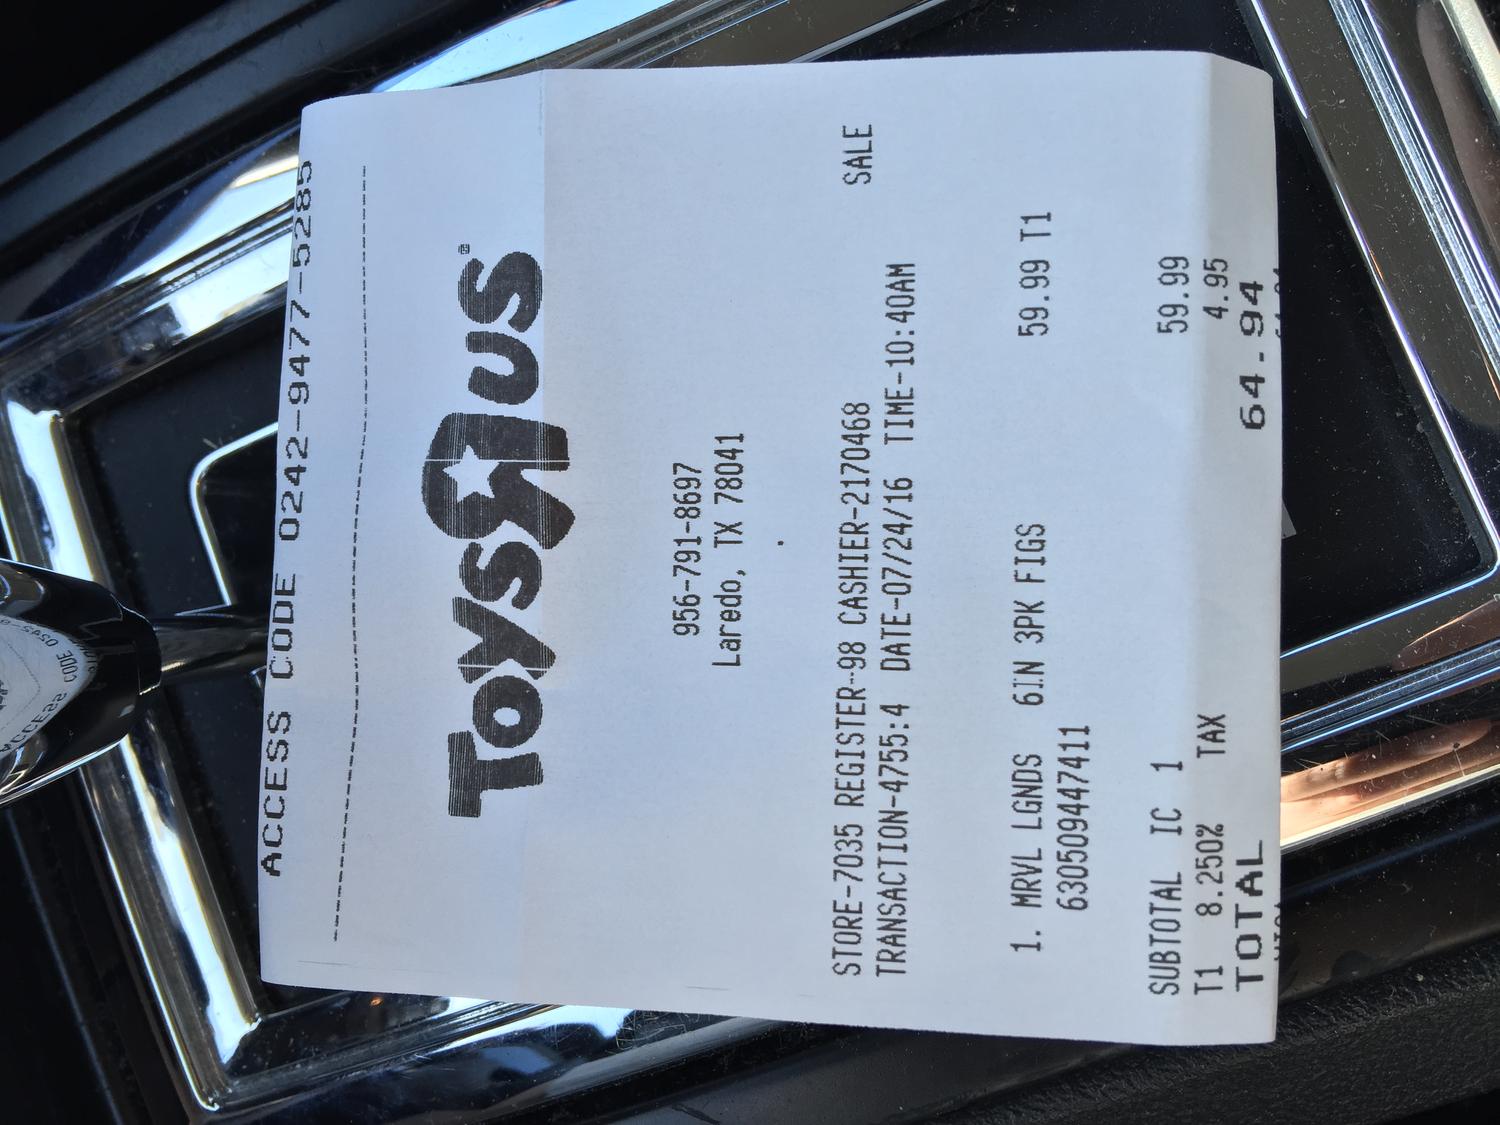 ACCESS CODE 0242-9477-5285
ToysRus®
956-791-8697
Laredo, TX 78041
STORE-7035 REGISTER-98 CASHIER-2170468
SALE
TRANSACTION-4755:4 DATE-07/24/16 TIME-10:40AM
1. MRVL LGNDS 6IN 3PK FIGS 59.99 T1
630509447411
SUBTOTAL IC 1 59.99
T1 8.250% TAX 4.95
TOTAL 64.94